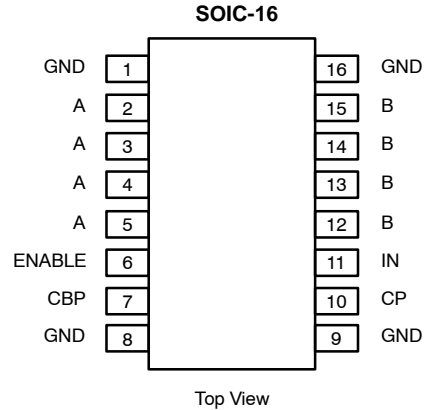 SOIC-16
GND 1 16 GND
A 2 15 B
A 3 14 B
A 4 13 B
A 5 12 B
ENABLE 6 11 IN
CBP 7 10 CP
GND 8 9 GND
Top View